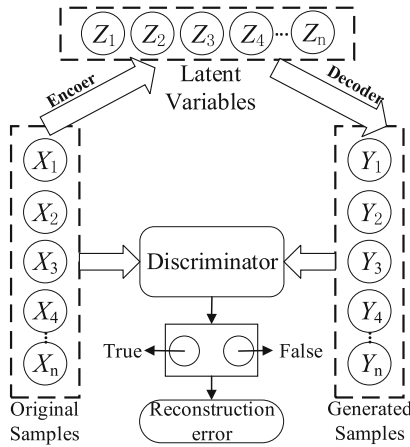 Z1 Z2 Z3 Z4 ··· Zn
Encoer
Latent
Variables
Decoder
X1
X2
X3
X4
Xn
Original
Samples
Discriminator
True
False
Reconstruction
error
Y1
Y2
Y3
Y4
Yn
Generated
Samples